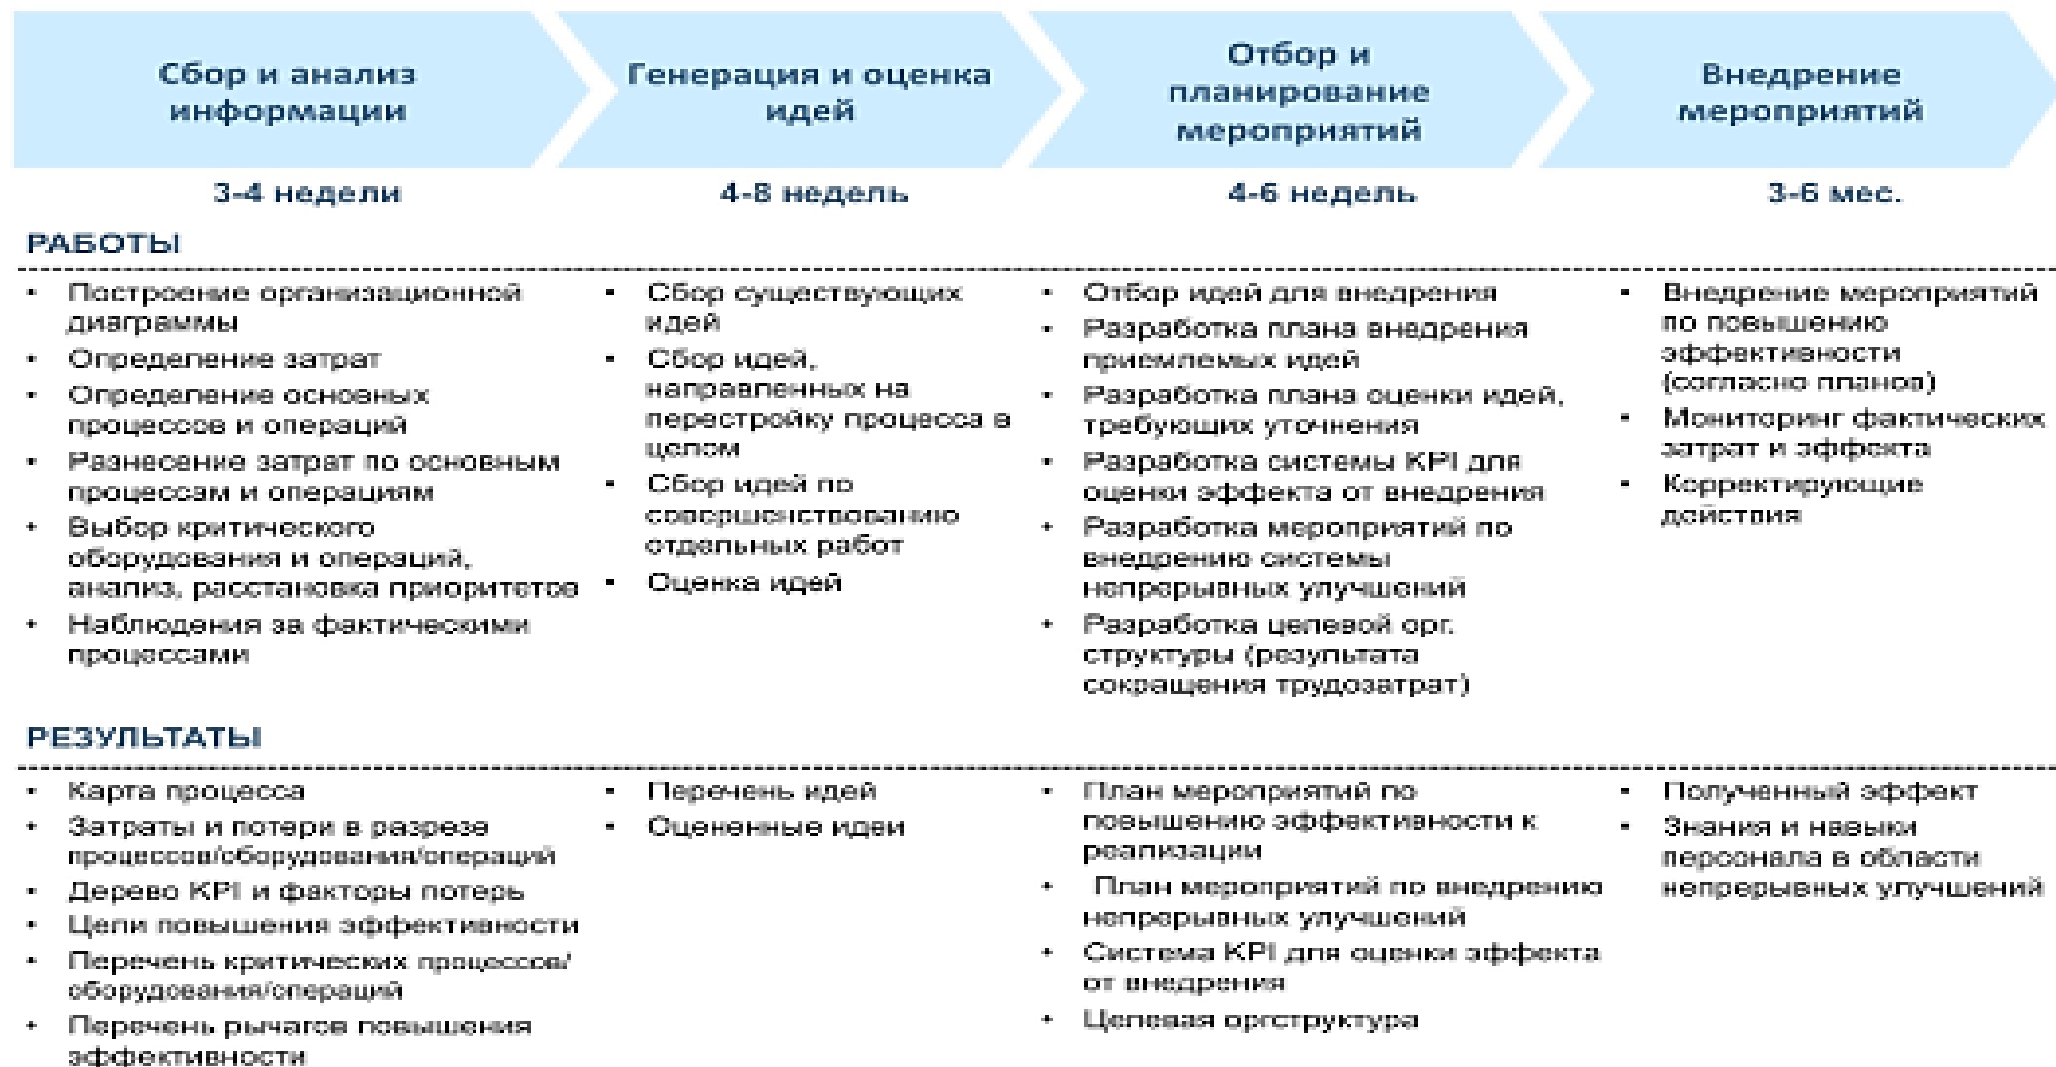 Сбор и анализ
информации
Генерация и оценка
идей
Отбор и
планирование
мероприятий
Внедрение
мероприятий
3-4 недели
4-8 недель
4-6 недель
3-6 мес.
РАБОТЫ
• Построение организационной
диаграммы
• Определение затрат
• Определение основных
процессов и операций
• Разнесение затрат по основным
процессам и операциям
• Выбор критического
оборудования и операций,
анализ, расстановка приоритетов
• Наблюдения за фактическими
процессами
• Сбор существующих
идей
• Сбор идей,
направленных на
перестройку процесса в
целом
• Сбор идей по
совершенствованию
отдельных работ
• Оценка идей
• Отбор идей для внедрения
• Разработка плана внедрения
приемлемых идей
• Разработка плана оценки идей,
требующих уточнения
• Разработка системы KPI для
оценки эффекта от внедрения
• Разработка мероприятий по
внедрению системы
непрерывных улучшений
• Разработка целевой орг.
структуры (результата
сокращения трудозатрат)
• Внедрение мероприятий
по повышению
эффективности
(согласно планов)
• Мониторинг фактических
затрат и эффекта
• Корректирующие
действия
РЕЗУЛЬТАТЫ
• Карта процесса
• Затраты и потери в разрезе
процессов/оборудования/операций
• Дерево KPI и факторы потерь
• Цели повышения эффективности
• Перечень критических процессов/
оборудования/операций
• Перечень рычагов повышения
эффективности
• Перечень идей
• Оцененные идеи
• План мероприятий по
повышению эффективности к
реализации
• План мероприятий по внедрению
непрерывных улучшений
• Система KPI для оценки эффекта
от внедрения
• Целевая оргструктура
• Полученный эффект
• Знания и навыки
персонала в области
непрерывных улучшений